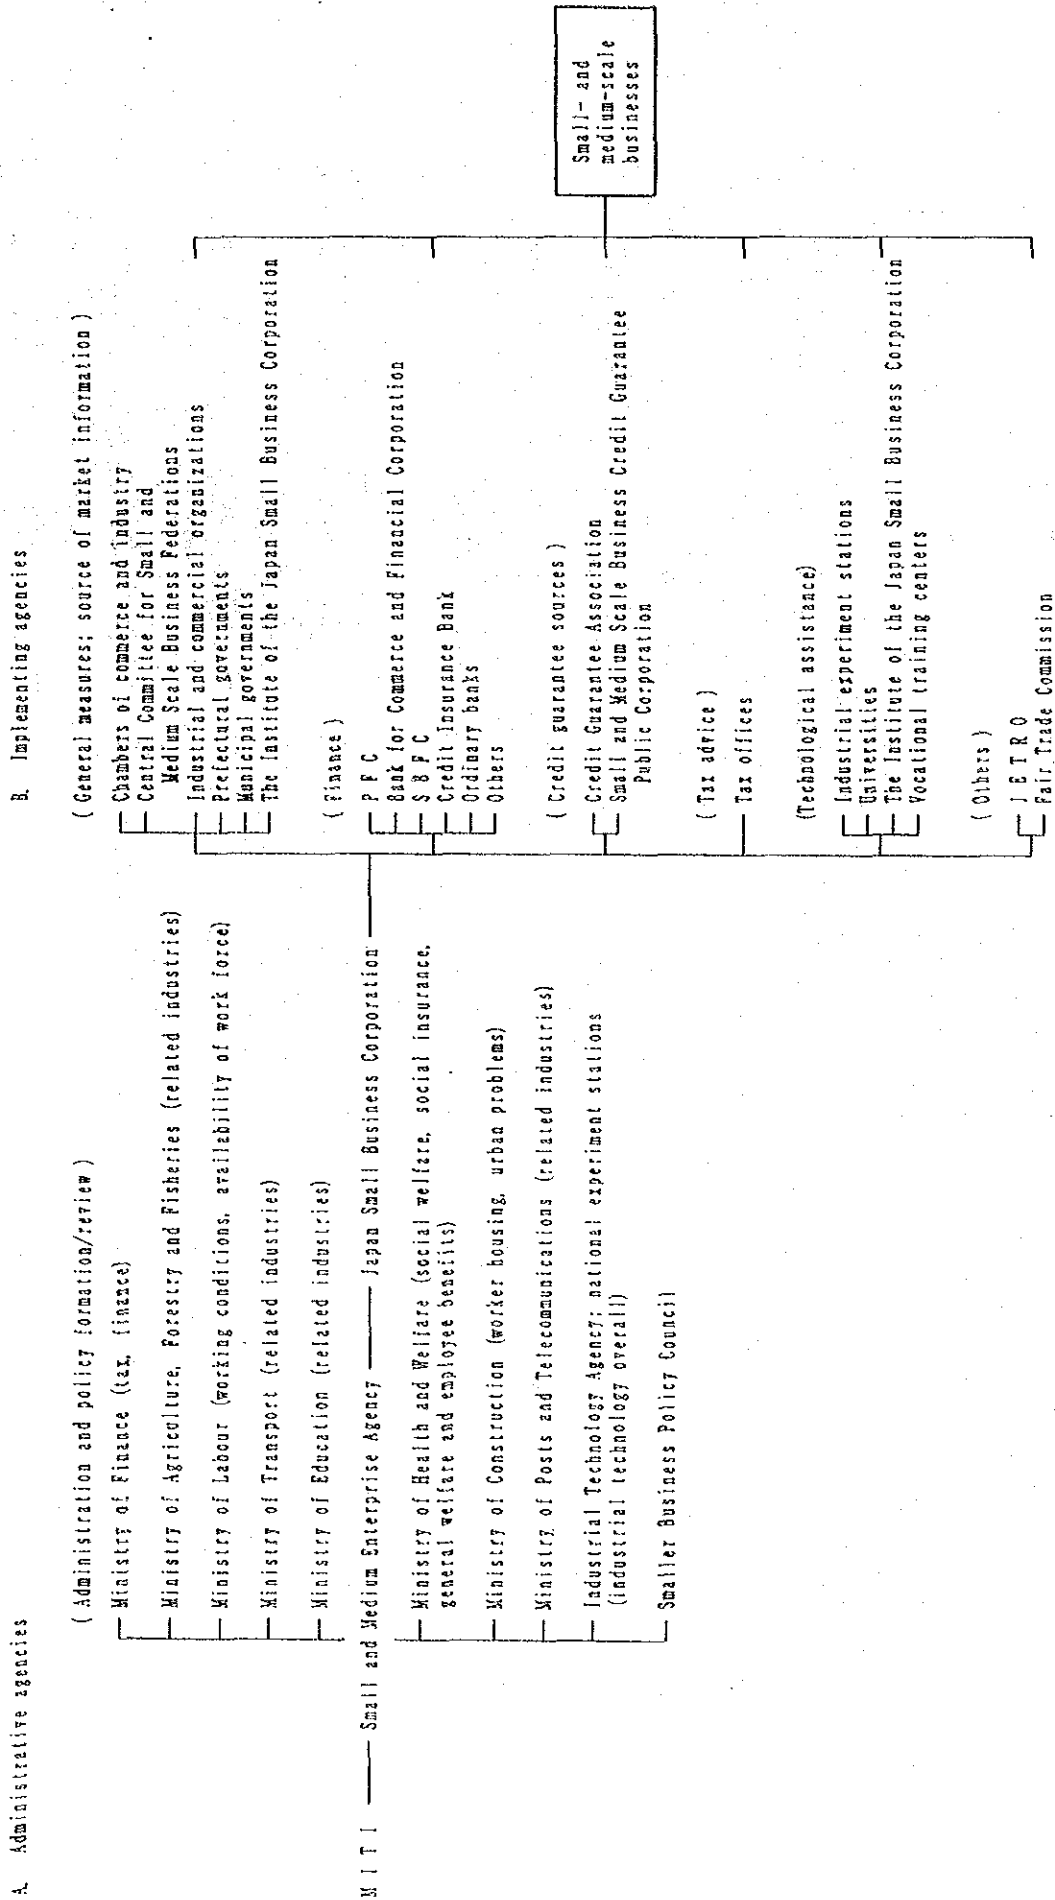 A. Administrative agencies
( Administration and policy formation/review )
Ministry of Finance (tax, finance)
Ministry of Agriculture, Forestry and Fisheries (related industries)
Ministry of Labour (working conditions, availability of work force)
Ministry of Transport (related industries)
Ministry of Education (related industries)
M I T I
Small and Medium Enterprise Agency
Japan Small Business Corporation
Ministry of Health and Welfare (social welfare, social insurance,
general welfare and employee benefits)
Ministry of Construction (worker housing, urban problems)
Ministry of Posts and Telecommunications (related industries)
Industrial Technology Agency; national experiment stations
(industrial technology overall)
Smaller Business Policy Council
B. Implementing agencies
( General measures; source of market information )
Chambers of commerce and industry
Central Committee for Small and
Medium Scale Business Federations
Industrial and commercial organizations
Prefectural governments
Municipal governments
The Institute of the Japan Small Business Corporation
( Finance )
P F C
Bank for Commerce and Financial Corporation
S B F C
Credit Insurance Bank
Ordinary banks
Others
( Credit guarantee sources )
Credit Guarantee Association
Small and Medium Scale Business Credit Guarantee
Public Corporation
( Tax advice )
Tax offices
(Technological assistance)
Industrial experiment stations
Universities
The Institute of the Japan Small Business Corporation
Vocational training centers
( Others )
J E T R O
Fair Trade Commission
Small- and
medium-scale
businesses